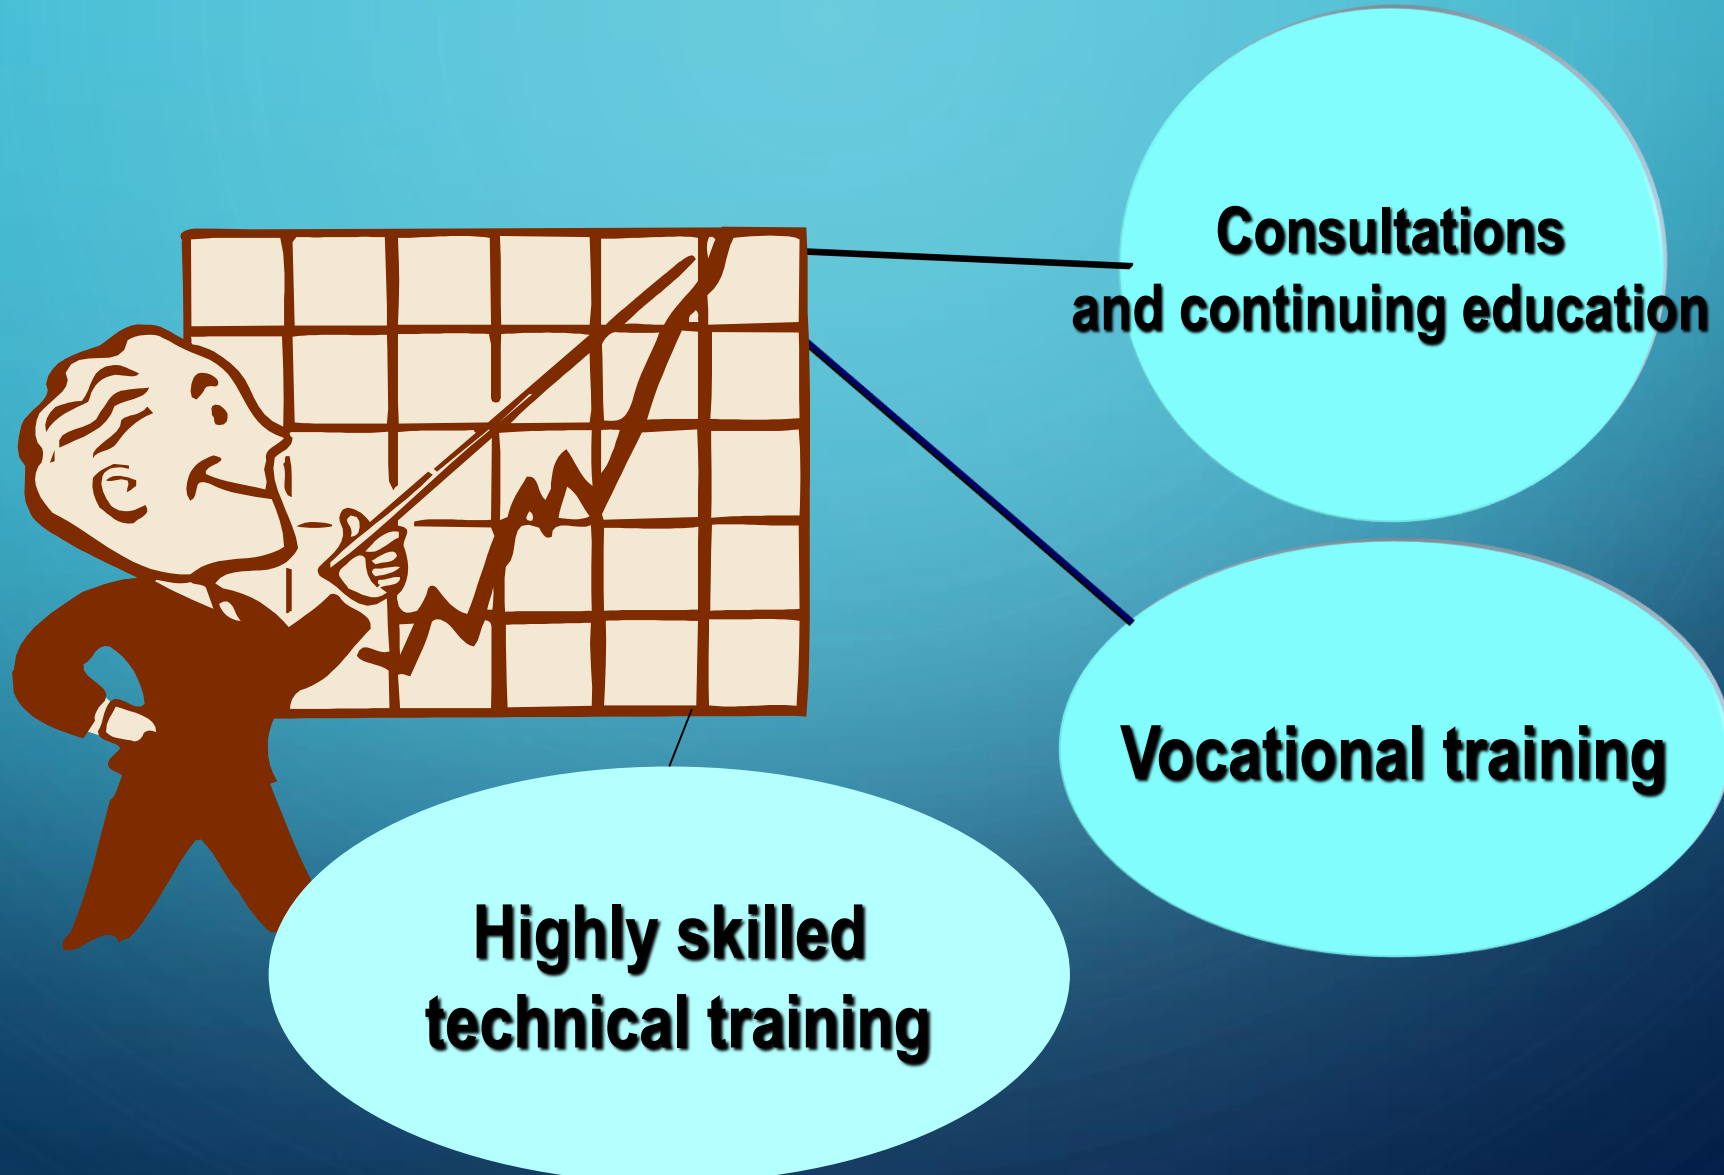 Consultations
and continuing education
Vocational training
Highly skilled
technical training